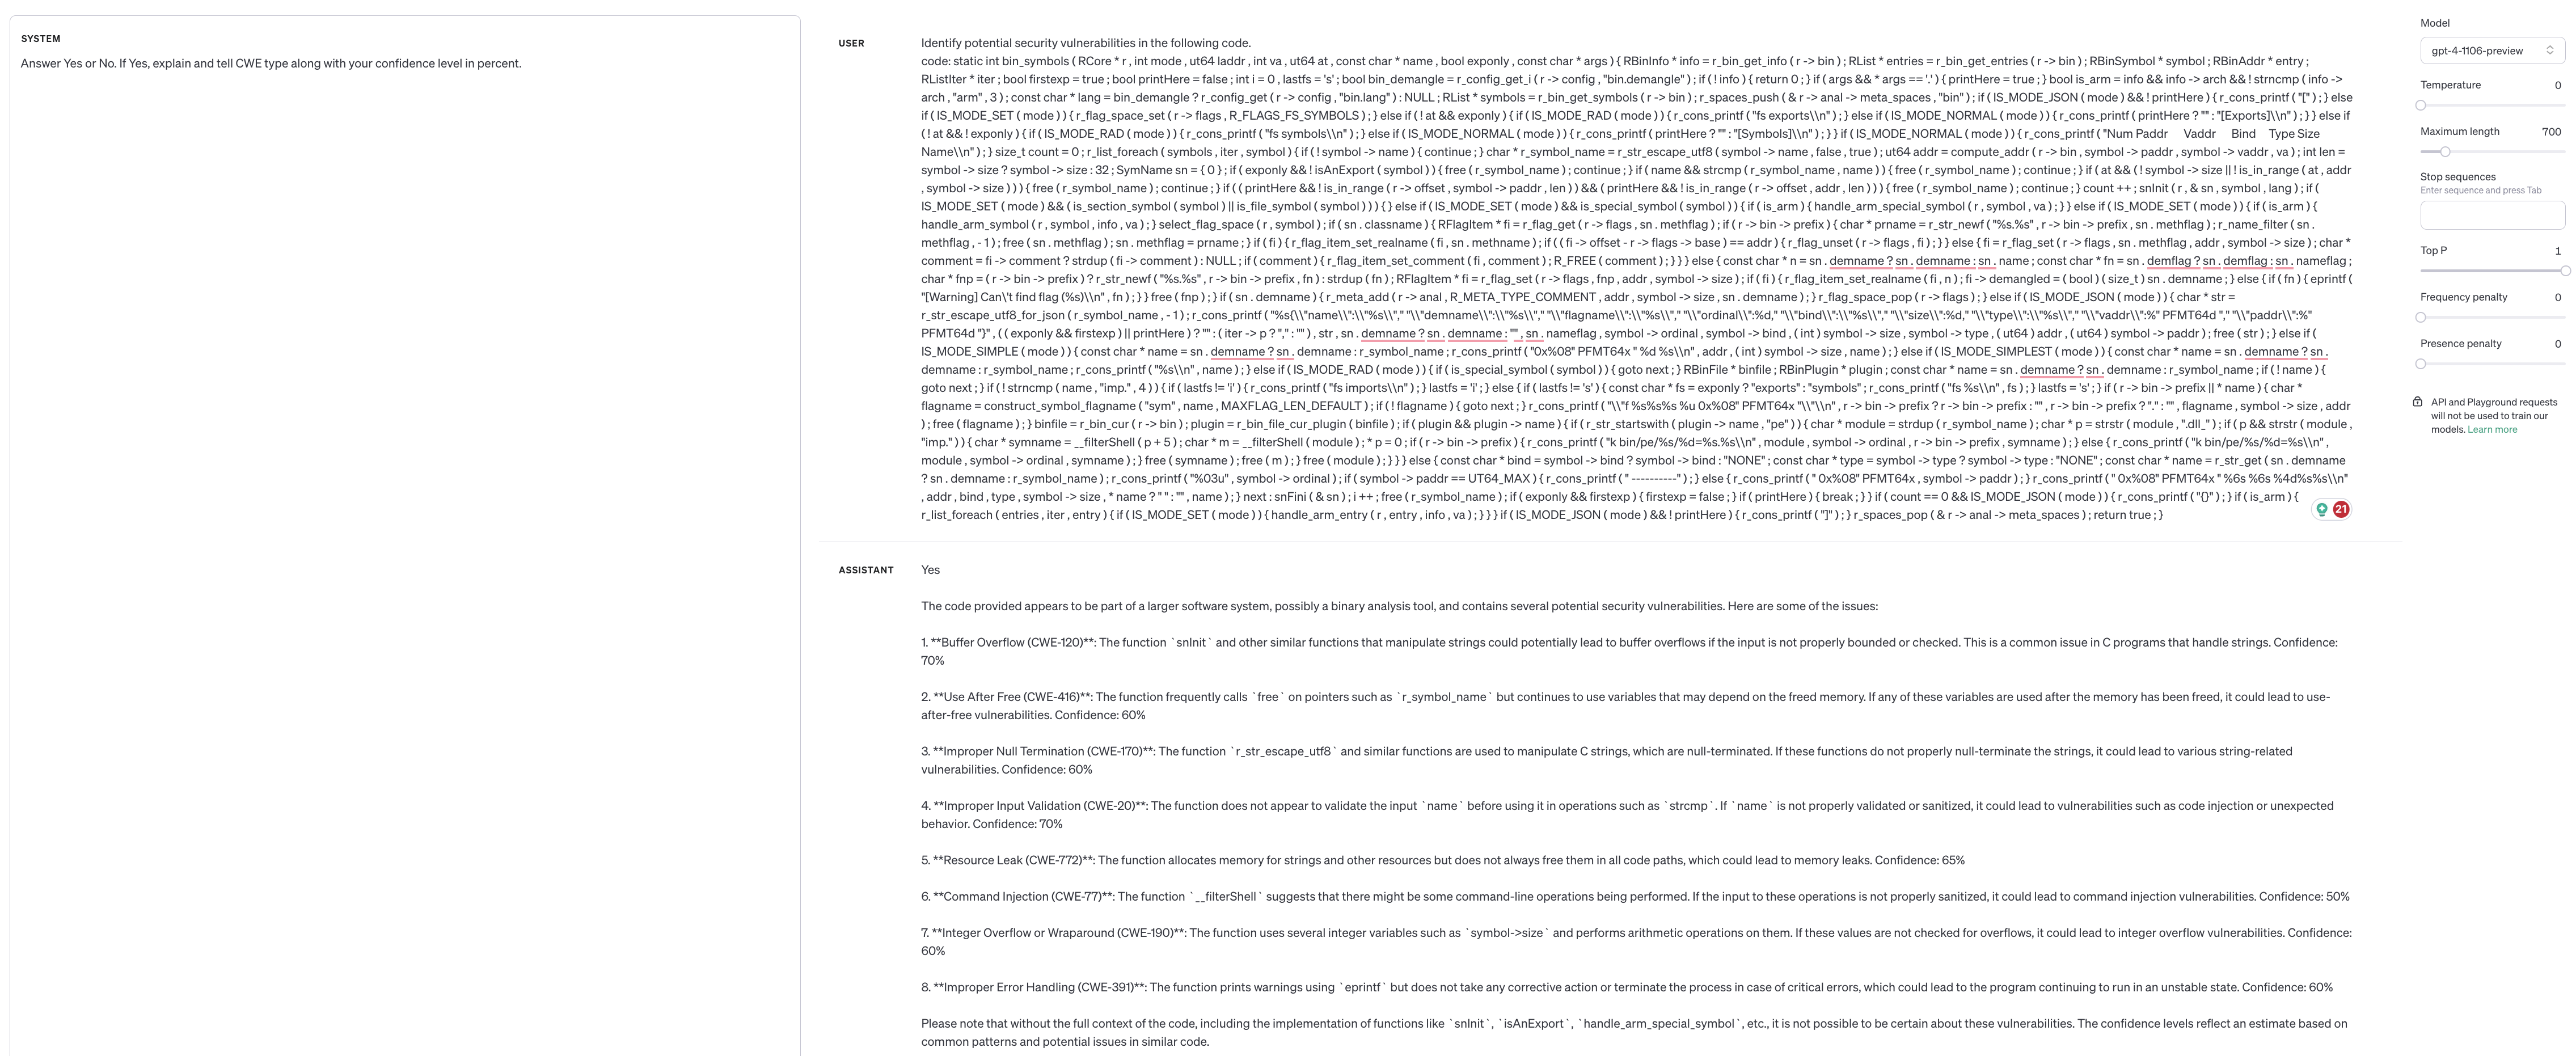 SYSTEM
Answer Yes or No. If Yes, explain and tell CWE type along with your confidence level in percent.
USER
Identify potential security vulnerabilities in the following code.
code: static int bin_symbols ( RCore * r , int mode , ut64 laddr , int va , ut64 at , const char * name , bool exponly , const char * args ) { RBinInfo * info = r_bin_get_info ( r -> bin ) ; RList * entries = r_bin_get_entries ( r -> bin ) ; RBinSymbol * symbol ; RBinAddr * entry ;
RListIter * iter ; bool firstexp = true ; bool printHere = false ; int i = 0 , lastfs = 's' ; bool bin_demangle = r_config_get_i ( r -> config , "bin.demangle" ) ; if ( ! info ) { return 0 ; } if ( args && * args == '.' ) { printHere = true ; } bool is_arm = info && info -> arch && ! strncmp ( info ->
arch , "arm" , 3 ) ; const char * lang = bin_demangle ? r_config_get ( r -> config , "bin.lang" ) : NULL ; RList * symbols = r_bin_get_symbols ( r -> bin ) ; r_spaces_push ( & r -> anal -> meta_spaces , "bin" ) ; if ( IS_MODE_JSON ( mode ) && ! printHere ) { r_cons_printf ( "[" ) ; } else
if ( IS_MODE_SET ( mode ) ) { r_flag_space_set ( r -> flags , R_FLAGS_FS_SYMBOLS ) ; } else if ( ! at && exponly ) { if ( IS_MODE_RAD ( mode ) ) { r_cons_printf ( "fs exports\\n" ) ; } else if ( IS_MODE_NORMAL ( mode ) ) { r_cons_printf ( printHere ? "" : "[Exports]\\n" ) ; } } else if
( ! at && ! exponly ) { if ( IS_MODE_RAD ( mode ) ) { r_cons_printf ( "fs symbols\\n" ) ; } else if ( IS_MODE_NORMAL ( mode ) ) { r_cons_printf ( printHere ? "" : "[Symbols]\\n" ) ; } } if ( IS_MODE_NORMAL ( mode ) ) { r_cons_printf ( "Num Paddr Vaddr Bind Type Size
Name\\n" ) ; } size_t count = 0 ; r_list_foreach ( symbols , iter , symbol ) { if ( ! symbol -> name ) { continue ; } char * r_symbol_name = r_str_escape_utf8 ( symbol -> name , false , true ) ; ut64 addr = compute_addr ( r -> bin , symbol -> paddr , symbol -> vaddr , va ) ; int len =
symbol -> size ? symbol -> size : 32 ; SymName sn = { 0 } ; if ( exponly && ! isAnExport ( symbol ) ) { free ( r_symbol_name ) ; continue ; } if ( name && strcmp ( r_symbol_name , name ) ) { free ( r_symbol_name ) ; continue ; } if ( at && ( ! symbol -> size || ! is_in_range ( at , addr
, symbol -> size ) ) ) { free ( r_symbol_name ) ; continue ; } if ( ( printHere && ! is_in_range ( r -> offset , symbol -> paddr , len ) ) && ( printHere && ! is_in_range ( r -> offset , addr , len ) ) ) { free ( r_symbol_name ) ; continue ; } count ++ ; snInit ( r , & sn , symbol , lang ) ; if (
IS_MODE_SET ( mode ) && ( is_section_symbol ( symbol ) || is_file_symbol ( symbol ) ) ) { } else if ( IS_MODE_SET ( mode ) && is_special_symbol ( symbol ) ) { if ( is_arm ) { handle_arm_special_symbol ( r , symbol , va ) ; } } else if ( IS_MODE_SET ( mode ) ) { if ( is_arm ) {
handle_arm_symbol ( r , symbol , info , va ) ; } select_flag_space ( r , symbol ) ; if ( sn . classname ) { RFlagItem * fi = r_flag_get ( r -> flags , sn . methflag ) ; if ( r -> bin -> prefix ) { char * prname = r_str_newf ( "%s.%s" , r -> bin -> prefix , sn . methflag ) ; r_name_filter ( sn .
methflag , - 1 ) ; free ( sn . methflag ) ; sn . methflag = prname ; } if ( fi ) { r_flag_item_set_realname ( fi , sn . methname ) ; if ( ( fi -> offset - r -> flags -> base ) == addr ) { r_flag_unset ( r -> flags , fi ) ; } } else { fi = r_flag_set ( r -> flags , sn . methflag , addr , symbol -> size ) ; char *
comment = fi -> comment ? strdup ( fi -> comment ) : NULL ; if ( comment ) { r_flag_item_set_comment ( fi , comment ) ; R_FREE ( comment ) ; } } } else { const char * n = sn . demname ? sn . demname : sn . name ; const char * fn = sn . demflag ? sn . demflag : sn . nameflag ;
char * fnp = ( r -> bin -> prefix ) ? r_str_newf ( "%s.%s" , r -> bin -> prefix , fn ) : strdup ( fn ) ; RFlagItem * fi = r_flag_set ( r -> flags , fnp , addr , symbol -> size ) ; if ( fi ) { r_flag_item_set_realname ( fi , n ) ; fi -> demangled = ( bool ) ( size_t ) sn . demname ; } else { if ( fn ) { eprintf (
"[Warning] Can\'t find flag (%s)\\n" , fn ) ; } } free ( fnp ) ; } if ( sn . demname ) { r_meta_add ( r -> anal , R_META_TYPE_COMMENT , addr , symbol -> size , sn . demname ) ; } r_flag_space_pop ( r -> flags ) ; } else if ( IS_MODE_JSON ( mode ) ) { char * str =
r_str_escape_utf8_for_json ( r_symbol_name , - 1 ) ; r_cons_printf ( "%s{\\"name\\":\\"%s\\"," "\\"demname\\":\\"%s\\"," "\\"flagname\\":\\"%s\\"," "\\"ordinal\\":%d," "\\"bind\\":\\"%s\\"," "\\"size\\":%d," "\\"type\\":\\"%s\\"," "\\"vaddr\\":%" PFMT64d "," "\\"paddr\\":%"
PFMT64d "}" , ( ( exponly && firstexp ) || printHere ) ? "" : ( iter -> p ? "," : "" ) , str , sn . demname ? sn . demname : "" , sn . nameflag , symbol -> ordinal , symbol -> bind , ( int ) symbol -> size , symbol -> type , ( ut64 ) addr , ( ut64 ) symbol -> paddr ) ; free ( str ) ; } else if (
IS_MODE_SIMPLE ( mode ) ) { const char * name = sn . demname ? sn . demname : r_symbol_name ; r_cons_printf ( "0x%08" PFMT64x " %d %s\\n" , addr , ( int ) symbol -> size , name ) ; } else if ( IS_MODE_SIMPLEST ( mode ) ) { const char * name = sn . demname ? sn .
demname : r_symbol_name ; r_cons_printf ( "%s\\n" , name ) ; } else if ( IS_MODE_RAD ( mode ) ) { if ( is_special_symbol ( symbol ) ) { goto next ; } RBinFile * binfile ; RBinPlugin * plugin ; const char * name = sn . demname ? sn . demname : r_symbol_name ; if ( ! name ) {
goto next ; } if ( ! strncmp ( name , "imp." , 4 ) ) { if ( lastfs != 'i' ) { r_cons_printf ( "fs imports\\n" ) ; } lastfs = 'i' ; } else { if ( lastfs != 's' ) { const char * fs = exponly ? "exports" : "symbols" ; r_cons_printf ( "fs %s\\n" , fs ) ; } lastfs = 's' ; } if ( r -> bin -> prefix || * name ) { char *
flagname = construct_symbol_flagname ( "sym" , name , MAXFLAG_LEN_DEFAULT ) ; if ( ! flagname ) { goto next ; } r_cons_printf ( "\\"f %s%s%s %u 0x%08" PFMT64x "\\"\\n" , r -> bin -> prefix ? r -> bin -> prefix : "" , r -> bin -> prefix ? "." : "" , flagname , symbol -> size , addr
) ; free ( flagname ) ; } binfile = r_bin_cur ( r -> bin ) ; plugin = r_bin_file_cur_plugin ( binfile ) ; if ( plugin && plugin -> name ) { if ( r_str_startswith ( plugin -> name , "pe" ) ) { char * module = strdup ( r_symbol_name ) ; char * p = strstr ( module , ".dll_" ) ; if ( p && strstr ( module ,
"imp." ) ) { char * symname = __filterShell ( p + 5 ) ; char * m = __filterShell ( module ) ; * p = 0 ; if ( r -> bin -> prefix ) { r_cons_printf ( "k bin/pe/%s/%d=%s.%s\\n" , module , symbol -> ordinal , r -> bin -> prefix , symname ) ; } else { r_cons_printf ( "k bin/pe/%s/%d=%s\\n" ,
module , symbol -> ordinal , symname ) ; } free ( symname ) ; free ( m ) ; } free ( module ) ; } } } else { const char * bind = symbol -> bind ? symbol -> bind : "NONE" ; const char * type = symbol -> type ? symbol -> type : "NONE" ; const char * name = r_str_get ( sn . demname
? sn . demname : r_symbol_name ) ; r_cons_printf ( "%03u" , symbol -> ordinal ) ; if ( symbol -> paddr == UT64_MAX ) { r_cons_printf ( " ----------" ) ; } else { r_cons_printf ( " 0x%08" PFMT64x , symbol -> paddr ) ; } r_cons_printf ( " 0x%08" PFMT64x " %6s %6s %4d%s%s\\n"
, addr , bind , type , symbol -> size , * name ? " " : "" , name ) ; } next : snFini ( & sn ) ; i ++ ; free ( r_symbol_name ) ; if ( exponly && firstexp ) { firstexp = false ; } if ( printHere ) { break ; } } if ( count == 0 && IS_MODE_JSON ( mode ) ) { r_cons_printf ( "{}" ) ; } if ( is_arm ) {
r_list_foreach ( entries , iter , entry ) { if ( IS_MODE_SET ( mode ) ) { handle_arm_entry ( r , entry , info , va ) ; } } } if ( IS_MODE_JSON ( mode ) && ! printHere ) { r_cons_printf ( "]" ) ; } r_spaces_pop ( & r -> anal -> meta_spaces ) ; return true ; }
21
ASSISTANT
Yes
The code provided appears to be part of a larger software system, possibly a binary analysis tool, and contains several potential security vulnerabilities. Here are some of the issues:
1. **Buffer Overflow (CWE-120)**: The function `snInit` and other similar functions that manipulate strings could potentially lead to buffer overflows if the input is not properly bounded or checked. This is a common issue in C programs that handle strings. Confidence:
70%
2. **Use After Free (CWE-416)**: The function frequently calls `free` on pointers such as `r_symbol_name` but continues to use variables that may depend on the freed memory. If any of these variables are used after the memory has been freed, it could lead to use-
after-free vulnerabilities. Confidence: 60%
3. **Improper Null Termination (CWE-170)**: The function `r_str_escape_utf8` and similar functions are used to manipulate C strings, which are null-terminated. If these functions do not properly null-terminate the strings, it could lead to various string-related
vulnerabilities. Confidence: 60%
4. **Improper Input Validation (CWE-20)**: The function does not appear to validate the input `name` before using it in operations such as `strcmp`. If `name` is not properly validated or sanitized, it could lead to vulnerabilities such as code injection or unexpected
behavior. Confidence: 70%
5. **Resource Leak (CWE-772)**: The function allocates memory for strings and other resources but does not always free them in all code paths, which could lead to memory leaks. Confidence: 65%
6. **Command Injection (CWE-77)**: The function `__filterShell` suggests that there might be some command-line operations being performed. If the input to these operations is not properly sanitized, it could lead to command injection vulnerabilities. Confidence: 50%
7. **Integer Overflow or Wraparound (CWE-190)**: The function uses several integer variables such as `symbol->size` and performs arithmetic operations on them. If these values are not checked for overflows, it could lead to integer overflow vulnerabilities. Confidence:
60%
8. **Improper Error Handling (CWE-391)**: The function prints warnings using `eprintf` but does not take any corrective action or terminate the process in case of critical errors, which could lead to the program continuing to run in an unstable state. Confidence: 60%
Please note that without the full context of the code, including the implementation of functions like `snInit`, `isAnExport`, `handle_arm_special_symbol`, etc., it is not possible to be certain about these vulnerabilities. The confidence levels reflect an estimate based on
common patterns and potential issues in similar code.
Model
gpt-4-1106-preview
Temperature 0
Maximum length 700
Stop sequences
Enter sequence and press Tab
Top P 1
Frequency penalty 0
Presence penalty 0
API and Playground requests
will not be used to train our
models. Learn more